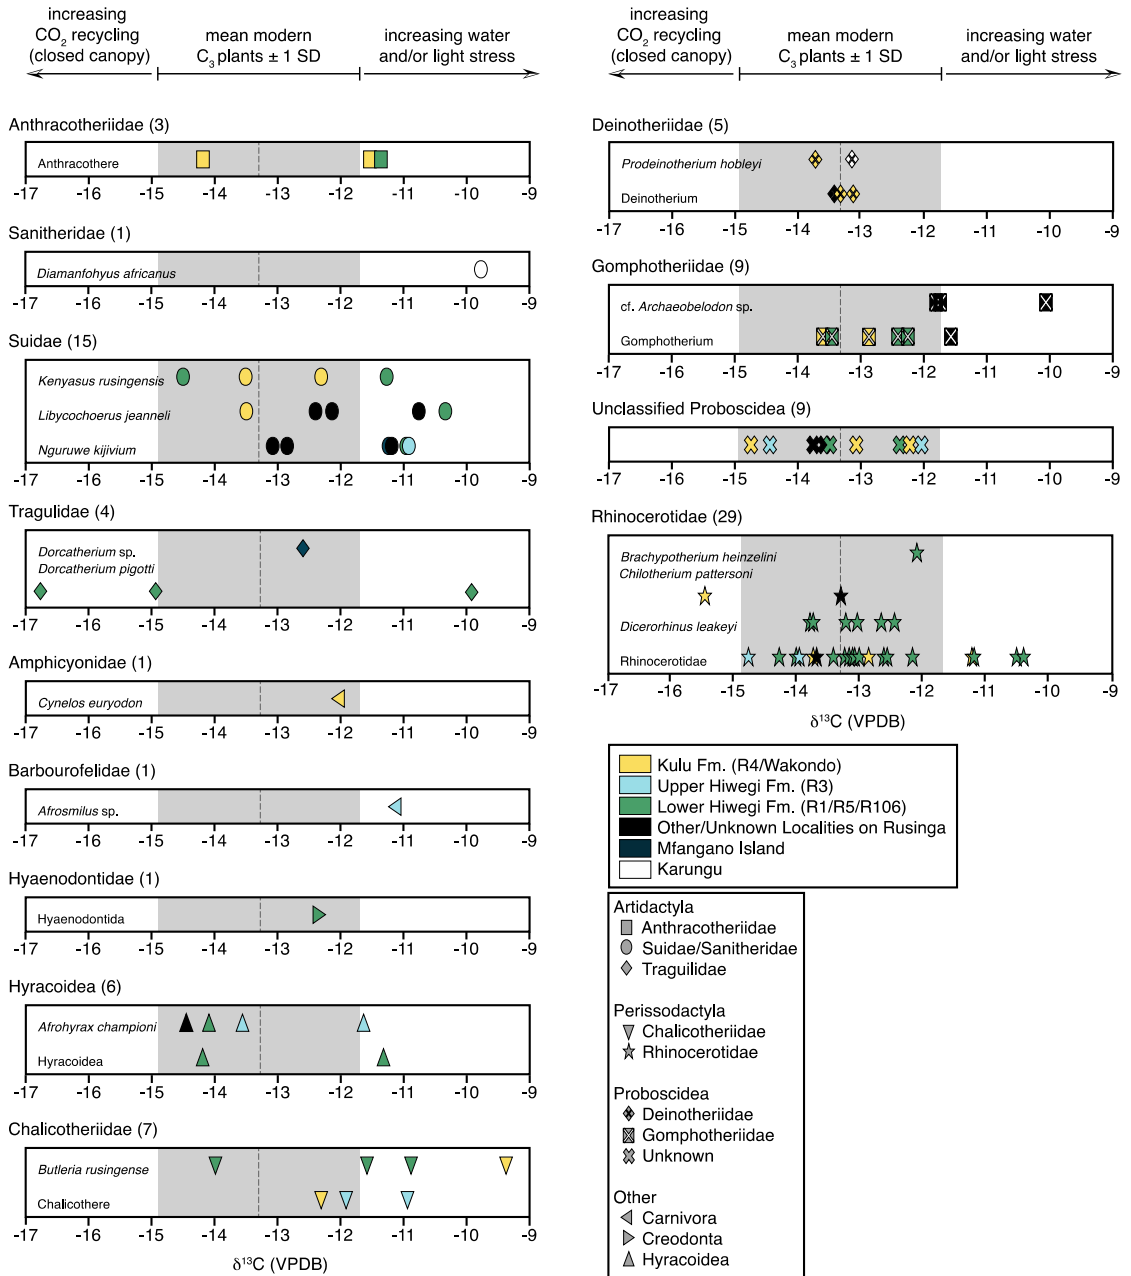 increasing
CO2 recycling
(closed canopy)
mean modern
C3 plants ± 1 SD
increasing water
and/or light stress
Anthracotheriidae (3)
Anthracothere
-17 -16 -15 -14 -13 -12 -11 -10 -9
Sanitheridae (1)
Diamanfohyus africanus
-17 -16 -15 -14 -13 -12 -11 -10 -9
Suidae (15)
Kenyasus rusingensis
Libycochoerus jeanneli
Nguruwe kijivium
-17 -16 -15 -14 -13 -12 -11 -10 -9
Tragulidae (4)
Dorcatherium sp.
Dorcatherium pigotti
-17 -16 -15 -14 -13 -12 -11 -10 -9
Amphicyonidae (1)
Cynelos euryodon
-17 -16 -15 -14 -13 -12 -11 -10 -9
Barbourofelidae (1)
Afrosmilus sp.
-17 -16 -15 -14 -13 -12 -11 -10 -9
Hyaenodontidae (1)
Hyaenodontida
-17 -16 -15 -14 -13 -12 -11 -10 -9
Hyracoidea (6)
Afrohyrax championi
Hyracoidea
-17 -16 -15 -14 -13 -12 -11 -10 -9
Chalicotheriidae (7)
Butleria rusingense
Chalicothere
-17 -16 -15 -14 -13 -12 -11 -10 -9
δ13C (VPDB)
increasing
CO2 recycling
(closed canopy)
mean modern
C3 plants ± 1 SD
increasing water
and/or light stress
Deinotheriidae (5)
Prodeinotherium hobleyi
Deinotherium
-17 -16 -15 -14 -13 -12 -11 -10 -9
Gomphotheriidae (9)
cf. Archaeobelodon sp.
Gomphotherium
-17 -16 -15 -14 -13 -12 -11 -10 -9
Unclassified Proboscidea (9)
-17 -16 -15 -14 -13 -12 -11 -10 -9
Rhinocerotidae (29)
Brachypotherium heinzelini
Chilotherium pattersoni
Dicerorhinus leakeyi
Rhinocerotidae
-17 -16 -15 -14 -13 -12 -11 -10 -9
δ13C (VPDB)
Kulu Fm. (R4/Wakondo)
Upper Hiwegi Fm. (R3)
Lower Hiwegi Fm. (R1/R5/R106)
Other/Unknown Localities on Rusinga
Mfangano Island
Karungu
Artidactyla
Anthracotheriidae
Suidae/Sanitheridae
Traguilidae
Perissodactyla
Chalicotheriidae
Rhinocerotidae
Proboscidea
Deinotheriidae
Gomphotheriidae
Unknown
Other
Carnivora
Creodonta
Hyracoidea